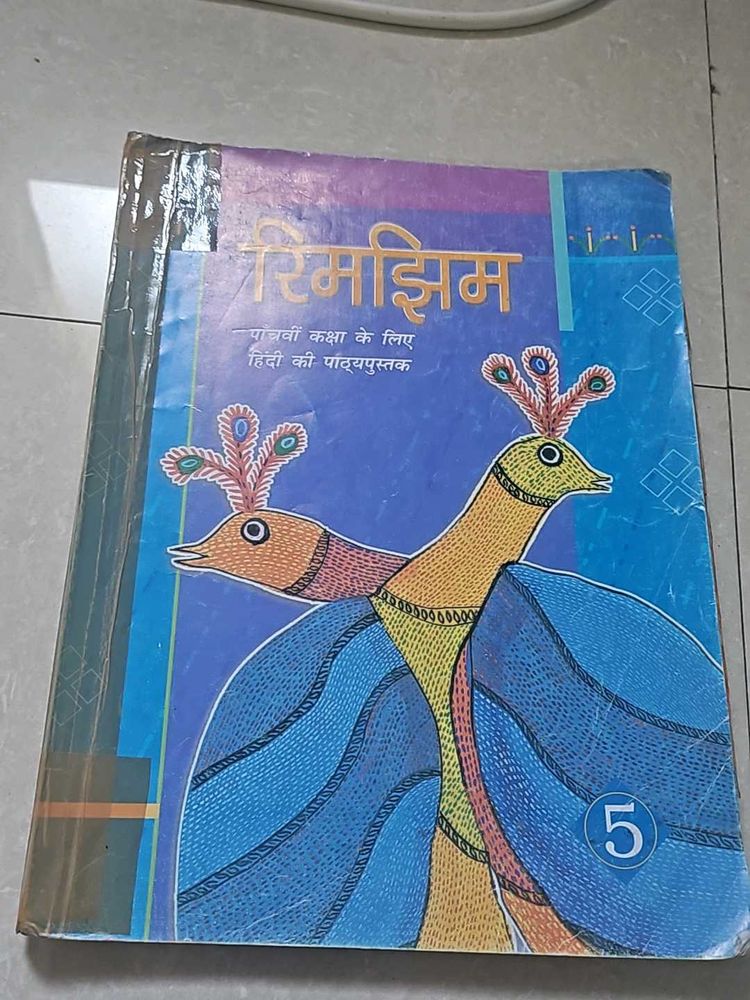 रिमझिम
पांचवीं कक्षा के लिए
हिंदी की पाठ्यपुस्तक
5